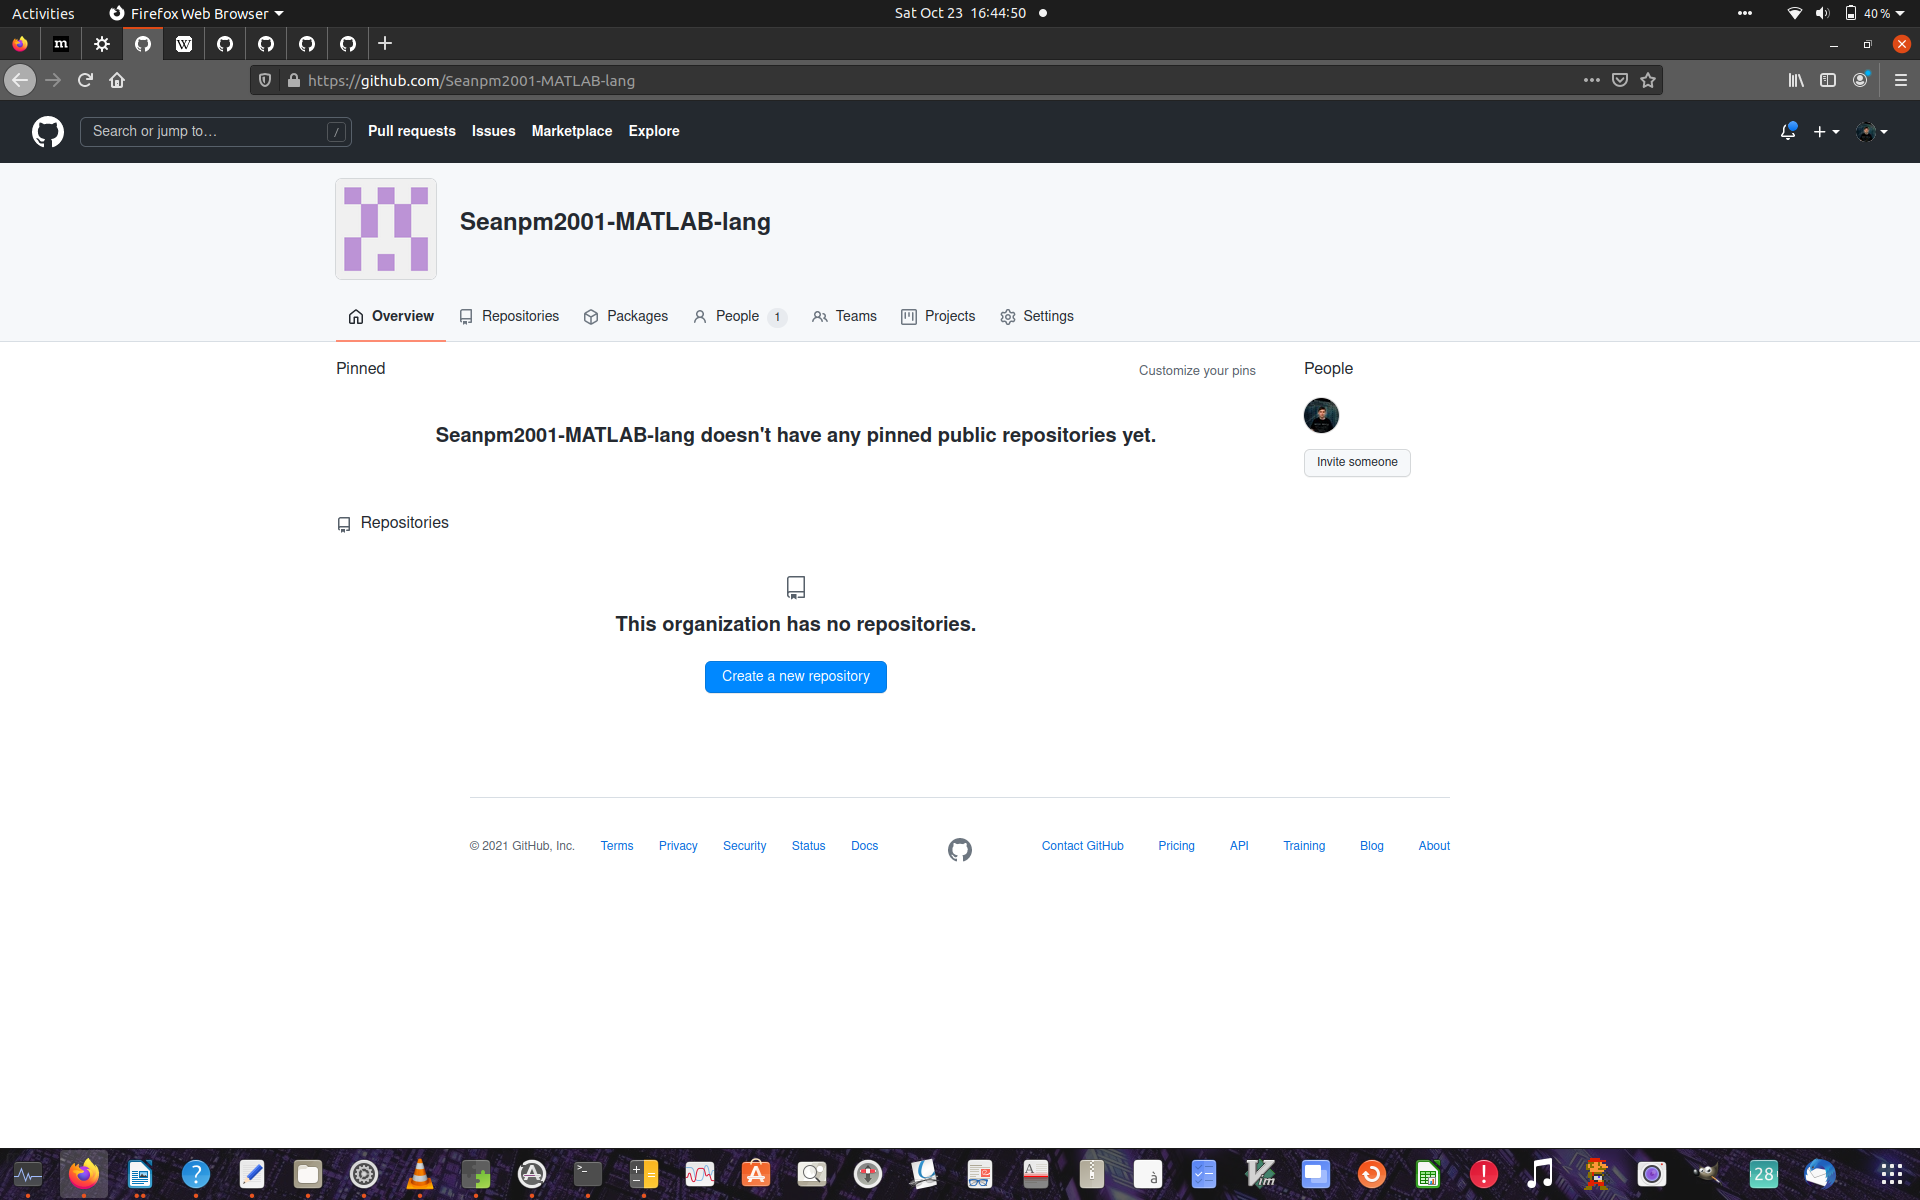 Activities Firefox Web Browser Sat Oct 23 16:44:50 40 %
m W
https://github.com/Seanpm2001-MATLAB-lang
Search or jump to… / Pull requests Issues Marketplace Explore
Seanpm2001-MATLAB-lang
Overview Repositories Packages People 1 Teams Projects Settings
Pinned Customize your pins People
Seanpm2001-MATLAB-lang doesn't have any pinned public repositories yet.
Invite someone
Repositories
This organization has no repositories.
Create a new repository
© 2021 GitHub, Inc. Terms Privacy Security Status Docs Contact GitHub Pricing API Training Blog About
28